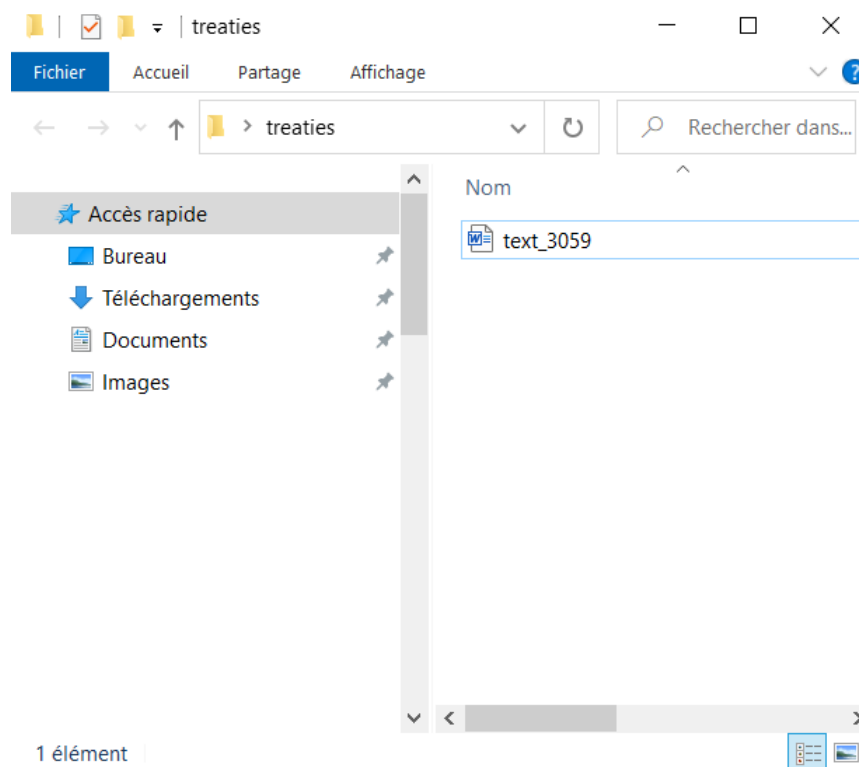 treaties
Fichier Accueil Partage Affichage
treaties Rechercher dans...
Nom
Accès rapide
text_3059
Bureau
Téléchargements
Documents
Images
1 élément